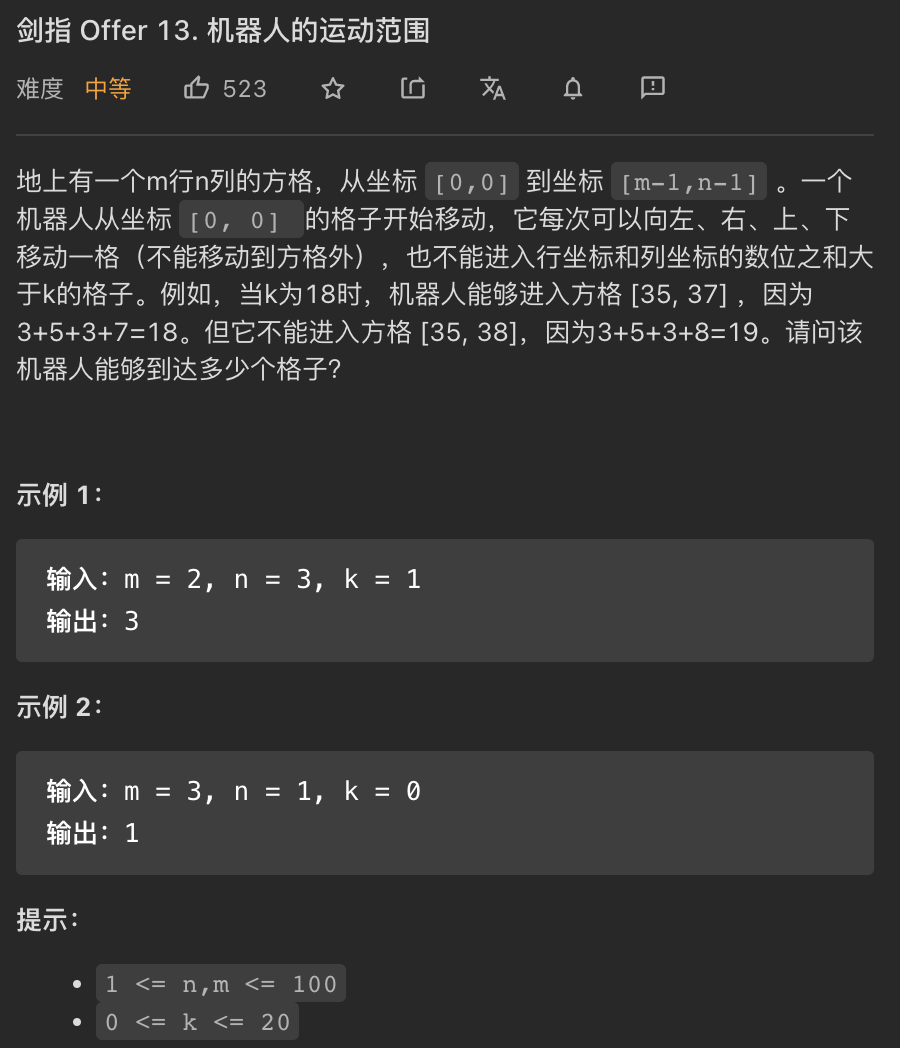 剑指 Offer 13. 机器人的运动范围
难度 中等 523
地上有一个m行n列的方格，从坐标 [0,0] 到坐标 [m-1,n-1] 。一个
机器人从坐标 [0, 0] 的格子开始移动，它每次可以向左、右、上、下
移动一格（不能移动到方格外），也不能进入行坐标和列坐标的数位之和大
于k的格子。例如，当k为18时，机器人能够进入方格 [35, 37] ，因为
3+5+3+7=18。但它不能进入方格 [35, 38]，因为3+5+3+8=19。请问该
机器人能够到达多少个格子？
示例 1：
输入：m = 2, n = 3, k = 1
输出：3
示例 2：
输入：m = 3, n = 1, k = 0
输出：1
提示：
1 <= n,m <= 100
0 <= k <= 20